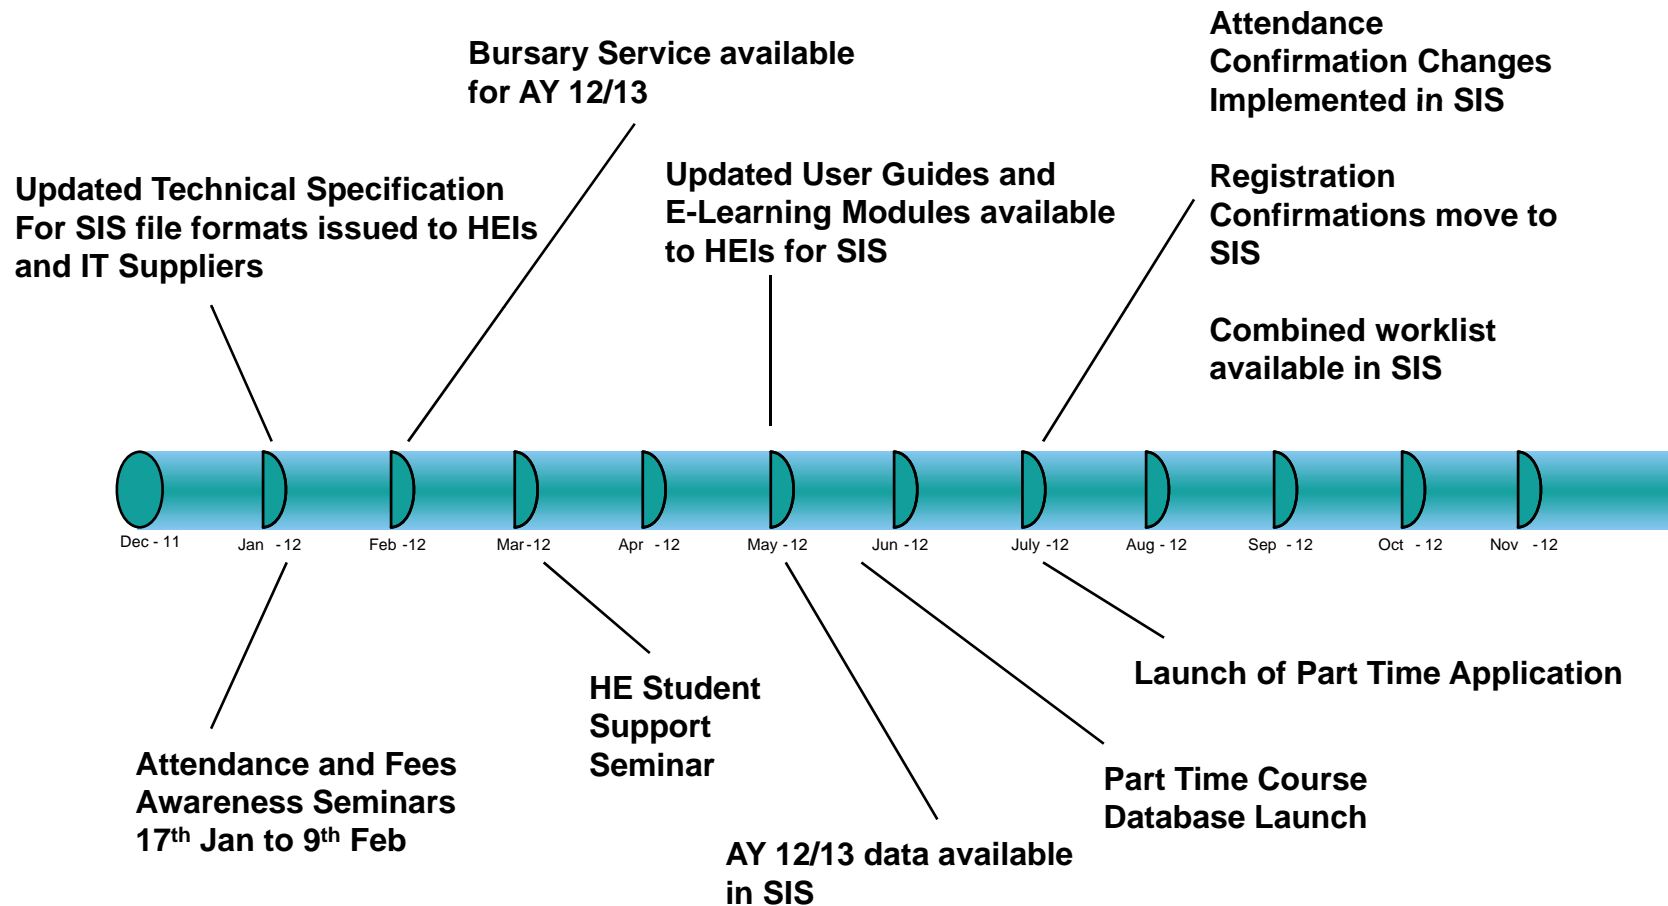 Attendance
Confirmation Changes
Implemented in SIS
Bursary Service available
for AY 12/13
Updated User Guides and
E-Learning Modules available
to HEIs for SIS
Registration
Confirmations move to
SIS
Updated Technical Specification
For SIS file formats issued to HEIs
and IT Suppliers
Combined worklist
available in SIS
Dec - 11
Jan - 12
Feb -12
Mar-12
Apr - 12
May - 12
Jun - 12
July -12
Aug - 12
Sep - 12
Oct - 12
Nov - 12
Attendance and Fees
Awareness Seminars
17th Jan to 9th Feb
HE Student
Support
Seminar
AY 12/13 data available
in SIS
Part Time Course
Database Launch
Launch of Part Time Application